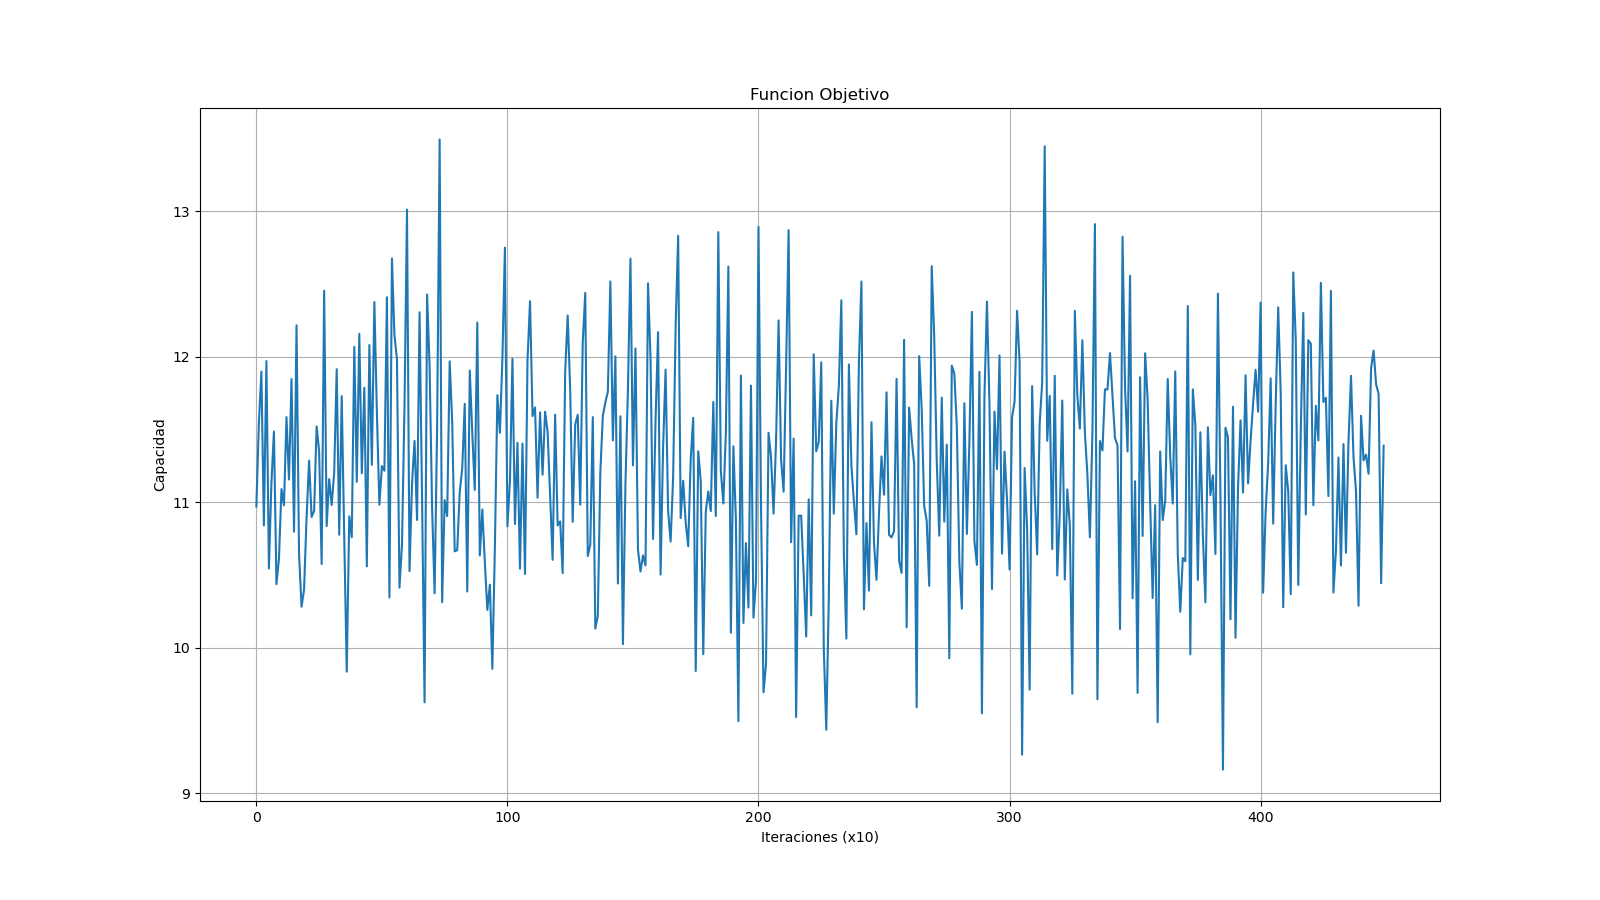 Funcion Objetivo
Capacidad
13
12
11
10
9
0 100 200 300 400
Iteraciones (x10)